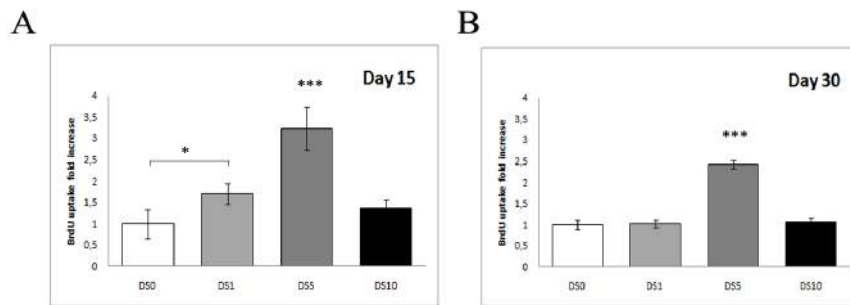 A
Day 15
BrdU uptake fold increase
4
3,5
3
2,5
2
1,5
1
0,5
0
*
***
DS0 DS1 DS5 DS10
B
Day 30
BrdU uptake fold increase
4
3,5
3
2,5
2
1,5
1
0,5
0
***
DS0 DS1 DS5 DS10